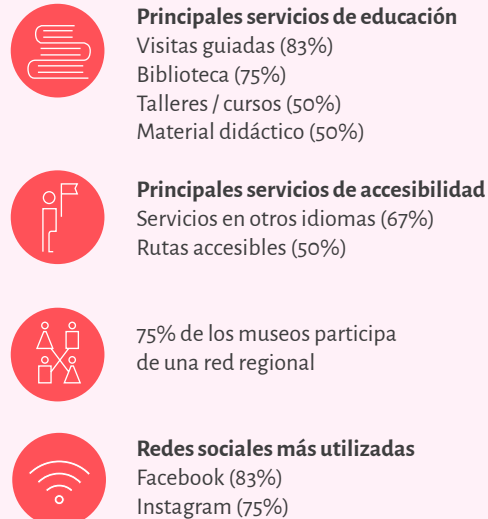 Principales servicios de educación
Visitas guiadas (83%)
Biblioteca (75%)
Talleres / cursos (50%)
Material didáctico (50%)
Principales servicios de accesibilidad
Servicios en otros idiomas (67%)
Rutas accesibles (50%)
75% de los museos participa
de una red regional
Redes sociales más utilizadas
Facebook (83%)
Instagram (75%)